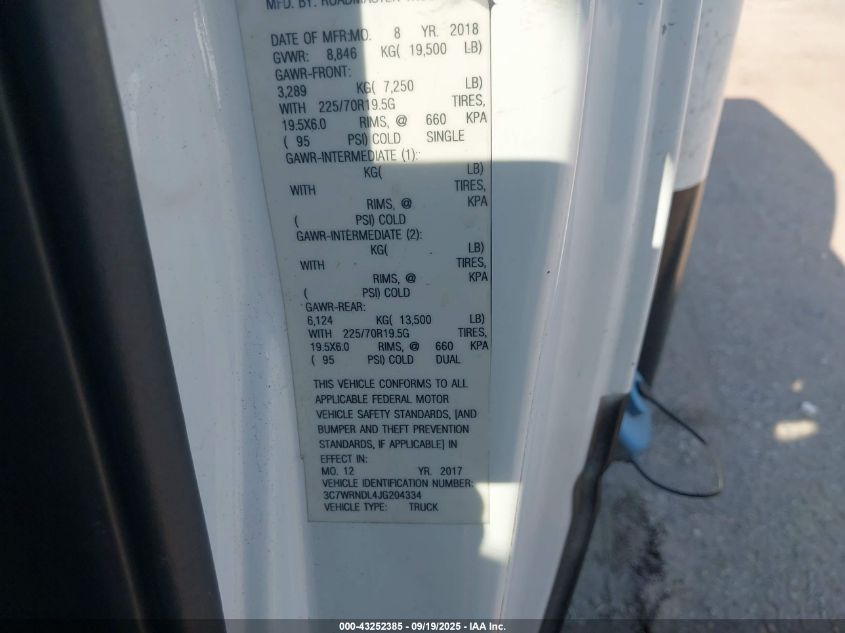 MFD. BY: ROADMASTER
DATE OF MFR:MO. 8 YR. 2018
GVWR: 8,846 KG( 19,500 LB)
GAWR-FRONT:
3,289 KG( 7,250 LB)
WITH 225/70R19.5G TIRES,
19.5X6.0 RIMS, @ 660 KPA
( 95 PSI) COLD SINGLE
GAWR-INTERMEDIATE (1):
KG( LB)
WITH TIRES,
RIMS, @ KPA
( PSI) COLD
GAWR-INTERMEDIATE (2):
KG( LB)
WITH TIRES,
RIMS, @ KPA
( PSI) COLD
GAWR-REAR:
6,124 KG( 13,500 LB)
WITH 225/70R19.5G TIRES,
19.5X6.0 RIMS, @ 660 KPA
( 95 PSI) COLD DUAL
THIS VEHICLE CONFORMS TO ALL
APPLICABLE FEDERAL MOTOR
VEHICLE SAFETY STANDARDS, [AND
BUMPER AND THEFT PREVENTION
STANDARDS, IF APPLICABLE] IN
EFFECT IN:
MO. 12 YR. 2017
VEHICLE IDENTIFICATION NUMBER:
3C7WRNDL4JG204334
VEHICLE TYPE: TRUCK
000-43252385 - 09/19/2025 - IAA Inc.